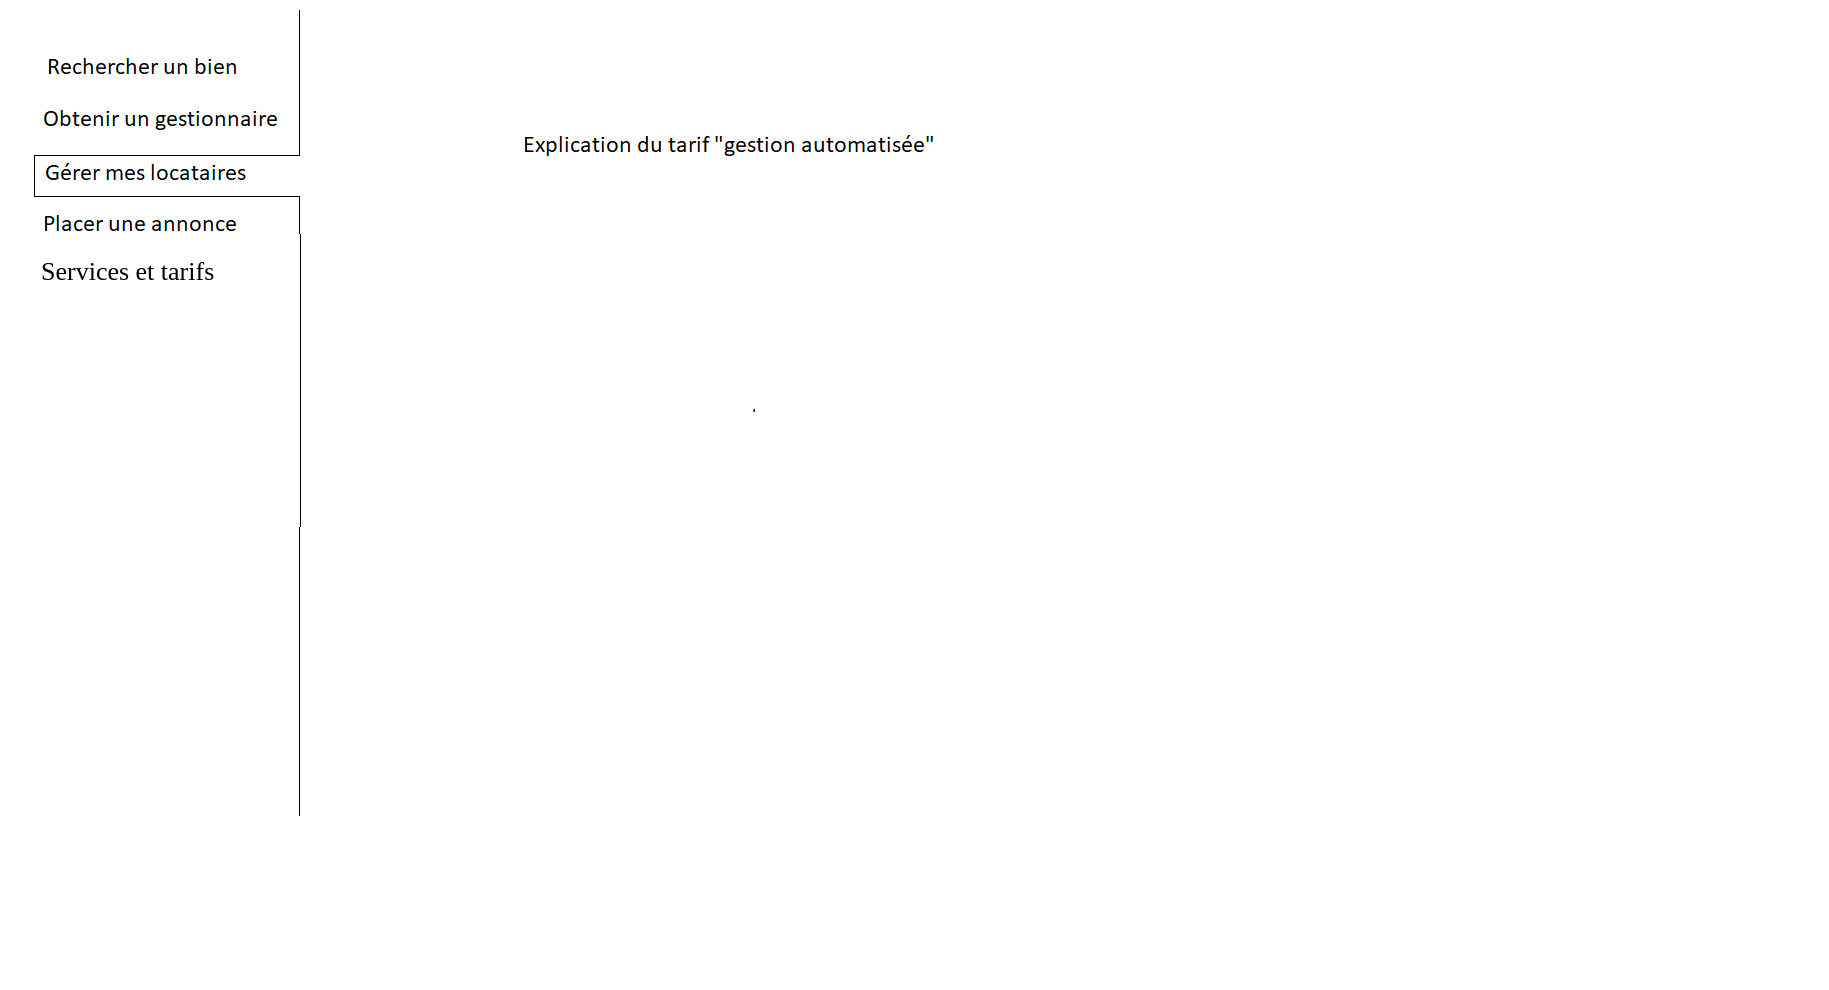 Rechercher un bien
Obtenir un gestionnaire
Explication du tarif "gestion automatisée"
Gérer mes locataires
Placer une annonce
Services et tarifs